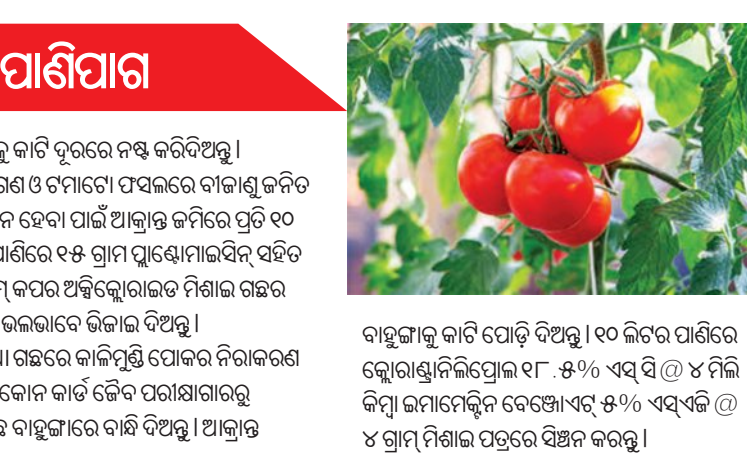 ପାଣିପାଗ
କୁ କାଟି ଦୂରରେ ନଷ୍ଟ କରିଦିଅନ୍ତୁ ।
ଗଣ ଓ ଟମାଟୋ ଫସଲରେ ବୀଜାଣୁ ଜନିତ
ନ ହେବା ପାଇଁ ଆକ୍ରାନ୍ତ ଜମିରେ ପ୍ରତି ୧୦
ପାଣିରେ ୧୫ ଗ୍ରାମ ପ୍ଲାଣ୍ଟୋମାଇସିନ୍ ସହିତ
ମ୍ କପର ଅକ୍ସିକ୍ଲୋରାଇଡ ମିଶାଇ ଗଛର
ଭଲଭାବେ ଭିଜାଇ ଦିଅନ୍ତୁ ।
ଗଛରେ କାଳିମୁଣ୍ଡି ପୋକର ନିରାକରଣ
କୋନ କାର୍ଡ ଜୈବ ପରୀକ୍ଷାଗାରରୁ
ଛ ବାହୁଙ୍ଗାରେ ବାନ୍ଧି ଦିଅନ୍ତୁ । ଆକ୍ରାନ୍ତ
ବାହୁଙ୍ଗାକୁ କାଟି ପୋଡ଼ି ଦିଅନ୍ତୁ । ୧୦ ଲିଟର ପାଣିରେ
କ୍ଲୋରାଣ୍ଟ୍ରାନିଲିପ୍ରୋଲ ୧୮.୫% ଏସ୍ ସି @ ୪ ମିଲି
କିମ୍ବା ଇମାମେକ୍ଟିନ ବେଞ୍ଜୋଏଟ୍ ୫% ଏସ୍ଏଜି @
୪ ଗ୍ରାମ୍ ମିଶାଇ ପତ୍ରରେ ସିଞ୍ଚନ କରନ୍ତୁ ।